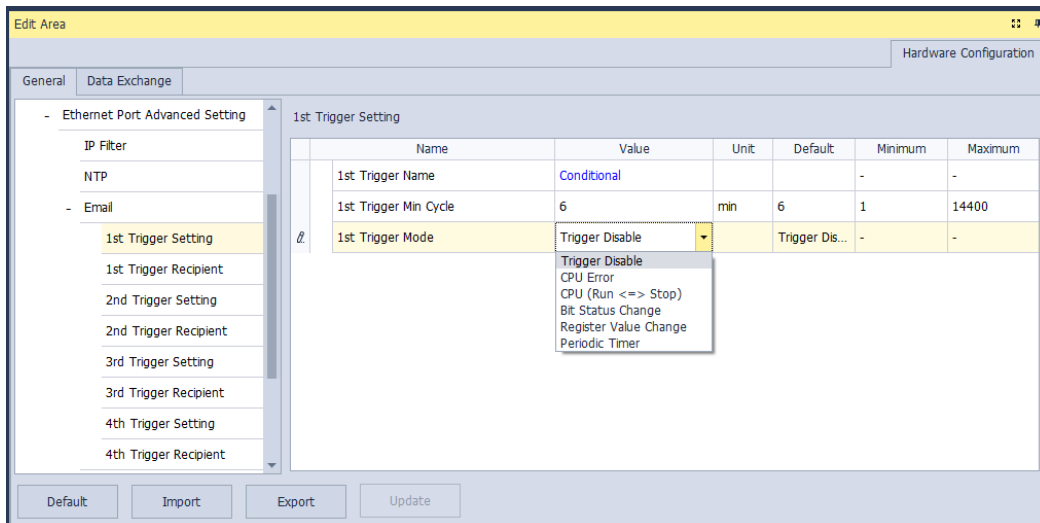 Edit Area
Hardware Configuration
General Data Exchange
- Ethernet Port Advanced Setting
IP Filter
NTP
- Email
1st Trigger Setting
1st Trigger Recipient
2nd Trigger Setting
2nd Trigger Recipient
3rd Trigger Setting
3rd Trigger Recipient
4th Trigger Setting
4th Trigger Recipient
1st Trigger Setting
Name Value Unit Default Minimum Maximum
1st Trigger Name Conditional - -
1st Trigger Min Cycle 6 min 6 1 14400
1st Trigger Mode Trigger Disable Trigger Dis... - -
Trigger Disable
CPU Error
CPU (Run <=> Stop)
Bit Status Change
Register Value Change
Periodic Timer
Default Import Export Update